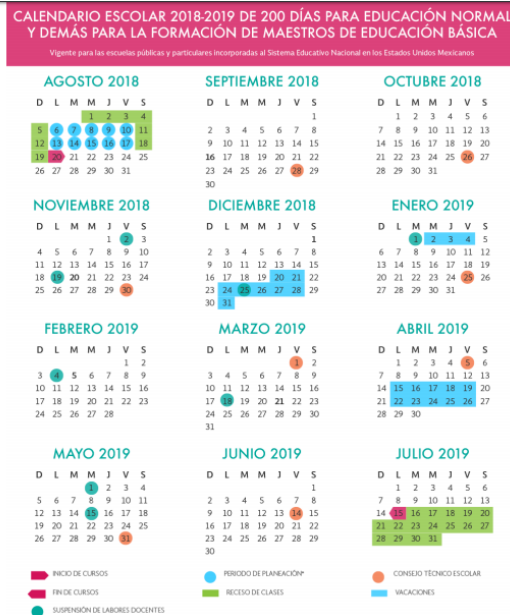 CALENDARIO ESCOLAR 2018-2019 DE 200 DÍAS PARA EDUCACIÓN NORMAL
Y DEMÁS PARA LA FORMACIÓN DE MAESTROS DE EDUCACIÓN BÁSICA
Vigente para las escuelas públicas y particulares incorporadas al Sistema Educativo Nacional en los Estados Unidos Mexicanos
AGOSTO 2018
D L M M J V S
1 2 3 4
5 6 7 8 9 10 11
12 13 14 15 16 17 18
19 20 21 22 23 24 25
26 27 28 29 30 31
SEPTIEMBRE 2018
D L M M J V S
1
2 3 4 5 6 7 8
9 10 11 12 13 14 15
16 17 18 19 20 21 22
23 24 25 26 27 28 29
30
OCTUBRE 2018
D L M M J V S
1 2 3 4 5 6
7 8 9 10 11 12 13
14 15 16 17 18 19 20
21 22 23 24 25 26 27
28 29 30 31
NOVIEMBRE 2018
D L M M J V S
1 2 3
4 5 6 7 8 9 10
11 12 13 14 15 16 17
18 19 20 21 22 23 24
25 26 27 28 29 30
DICIEMBRE 2018
D L M M J V S
1
2 3 4 5 6 7 8
9 10 11 12 13 14 15
16 17 18 19 20 21 22
23 24 25 26 27 28 29
30 31
ENERO 2019
D L M M J V S
1 2 3 4 5
6 7 8 9 10 11 12
13 14 15 16 17 18 19
20 21 22 23 24 25 26
27 28 29 30 31
FEBRERO 2019
D L M M J V S
1 2
3 4 5 6 7 8 9
10 11 12 13 14 15 16
17 18 19 20 21 22 23
24 25 26 27 28
MARZO 2019
D L M M J V S
1 2
3 4 5 6 7 8 9
10 11 12 13 14 15 16
17 18 19 20 21 22 23
24 25 26 27 28 29 30
31
ABRIL 2019
D L M M J V S
1 2 3 4 5 6
7 8 9 10 11 12 13
14 15 16 17 18 19 20
21 22 23 24 25 26 27
28 29 30
MAYO 2019
D L M M J V S
1 2 3 4
5 6 7 8 9 10 11
12 13 14 15 16 17 18
19 20 21 22 23 24 25
26 27 28 29 30 31
JUNIO 2019
D L M M J V S
1
2 3 4 5 6 7 8
9 10 11 12 13 14 15
16 17 18 19 20 21 22
23 24 25 26 27 28 29
30
JULIO 2019
D L M M J V S
1 2 3 4 5 6
7 8 9 10 11 12 13
14 15 16 17 18 19 20
21 22 23 24 25 26 27
28 29 30 31
INICIO DE CURSOS
FIN DE CURSOS
SUSPENSIÓN DE LABORES DOCENTES
PERIODO DE PLANEACIÓN*
RECESO DE CLASES
CONSEJO TÉCNICO ESCOLAR
VACACIONES